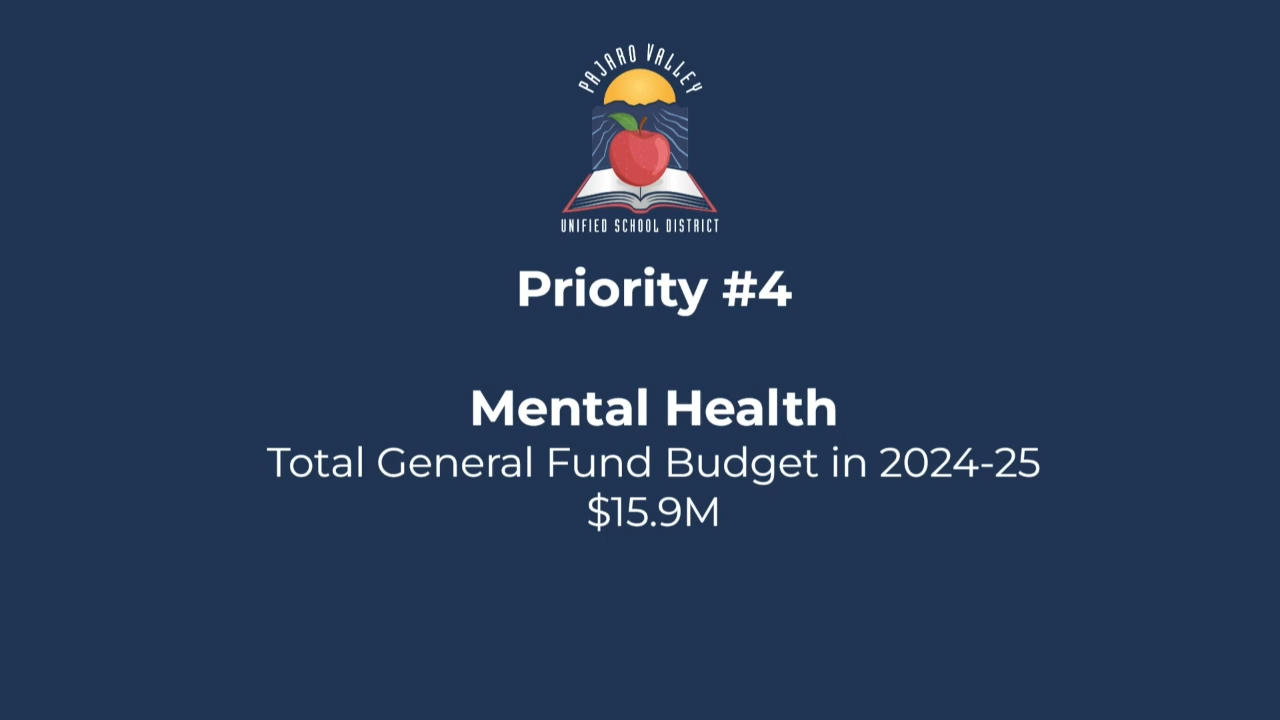 PAJARO VALLEY
UNIFIED SCHOOL DISTRICT
Priority #4
Mental Health
Total General Fund Budget in 2024-25
$15.9M